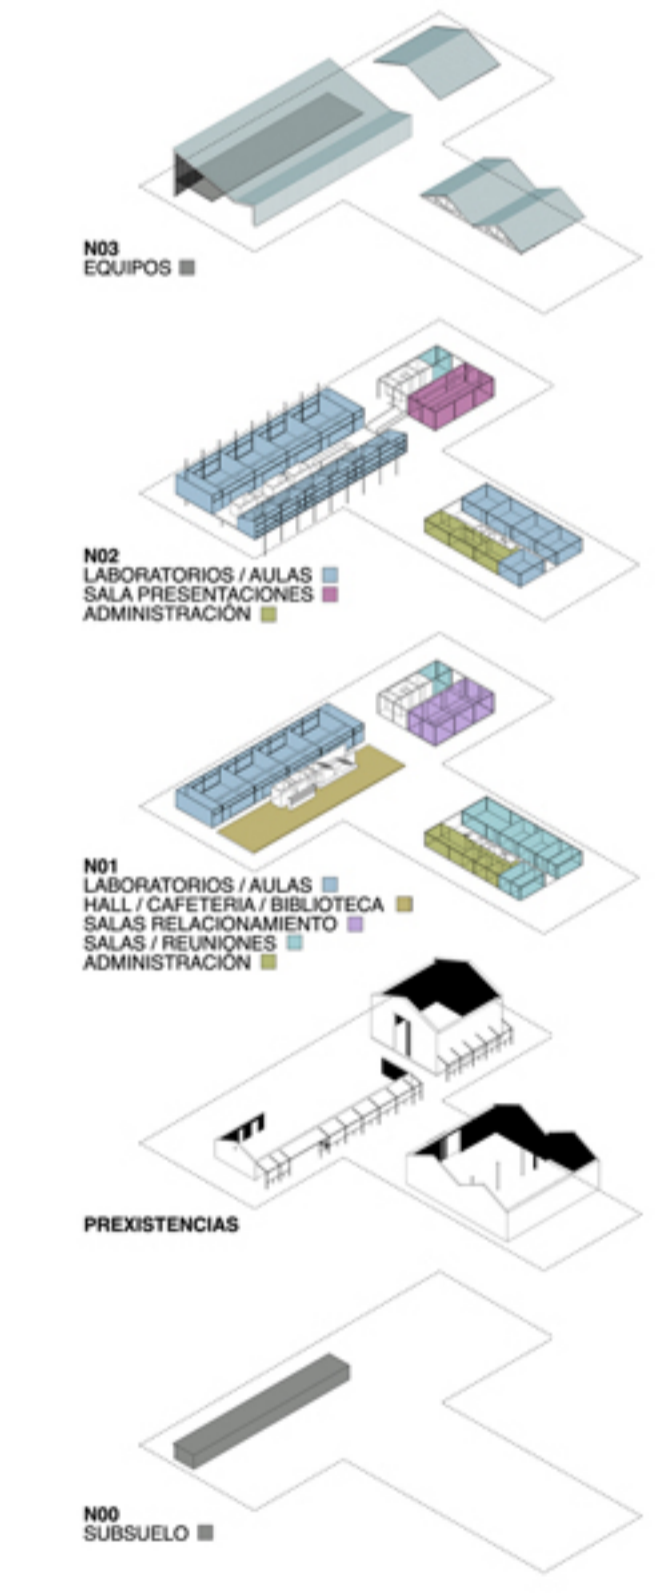 N03
EQUIPOS
N02
LABORATORIOS / AULAS
SALA PRESENTACIONES
ADMINISTRACIÓN
N01
LABORATORIOS / AULAS
HALL / CAFETERIA / BIBLIOTECA
SALAS RELACIONAMIENTO
SALAS / REUNIONES
ADMINISTRACIÓN
PREXISTENCIAS
N00
SUBSUELO